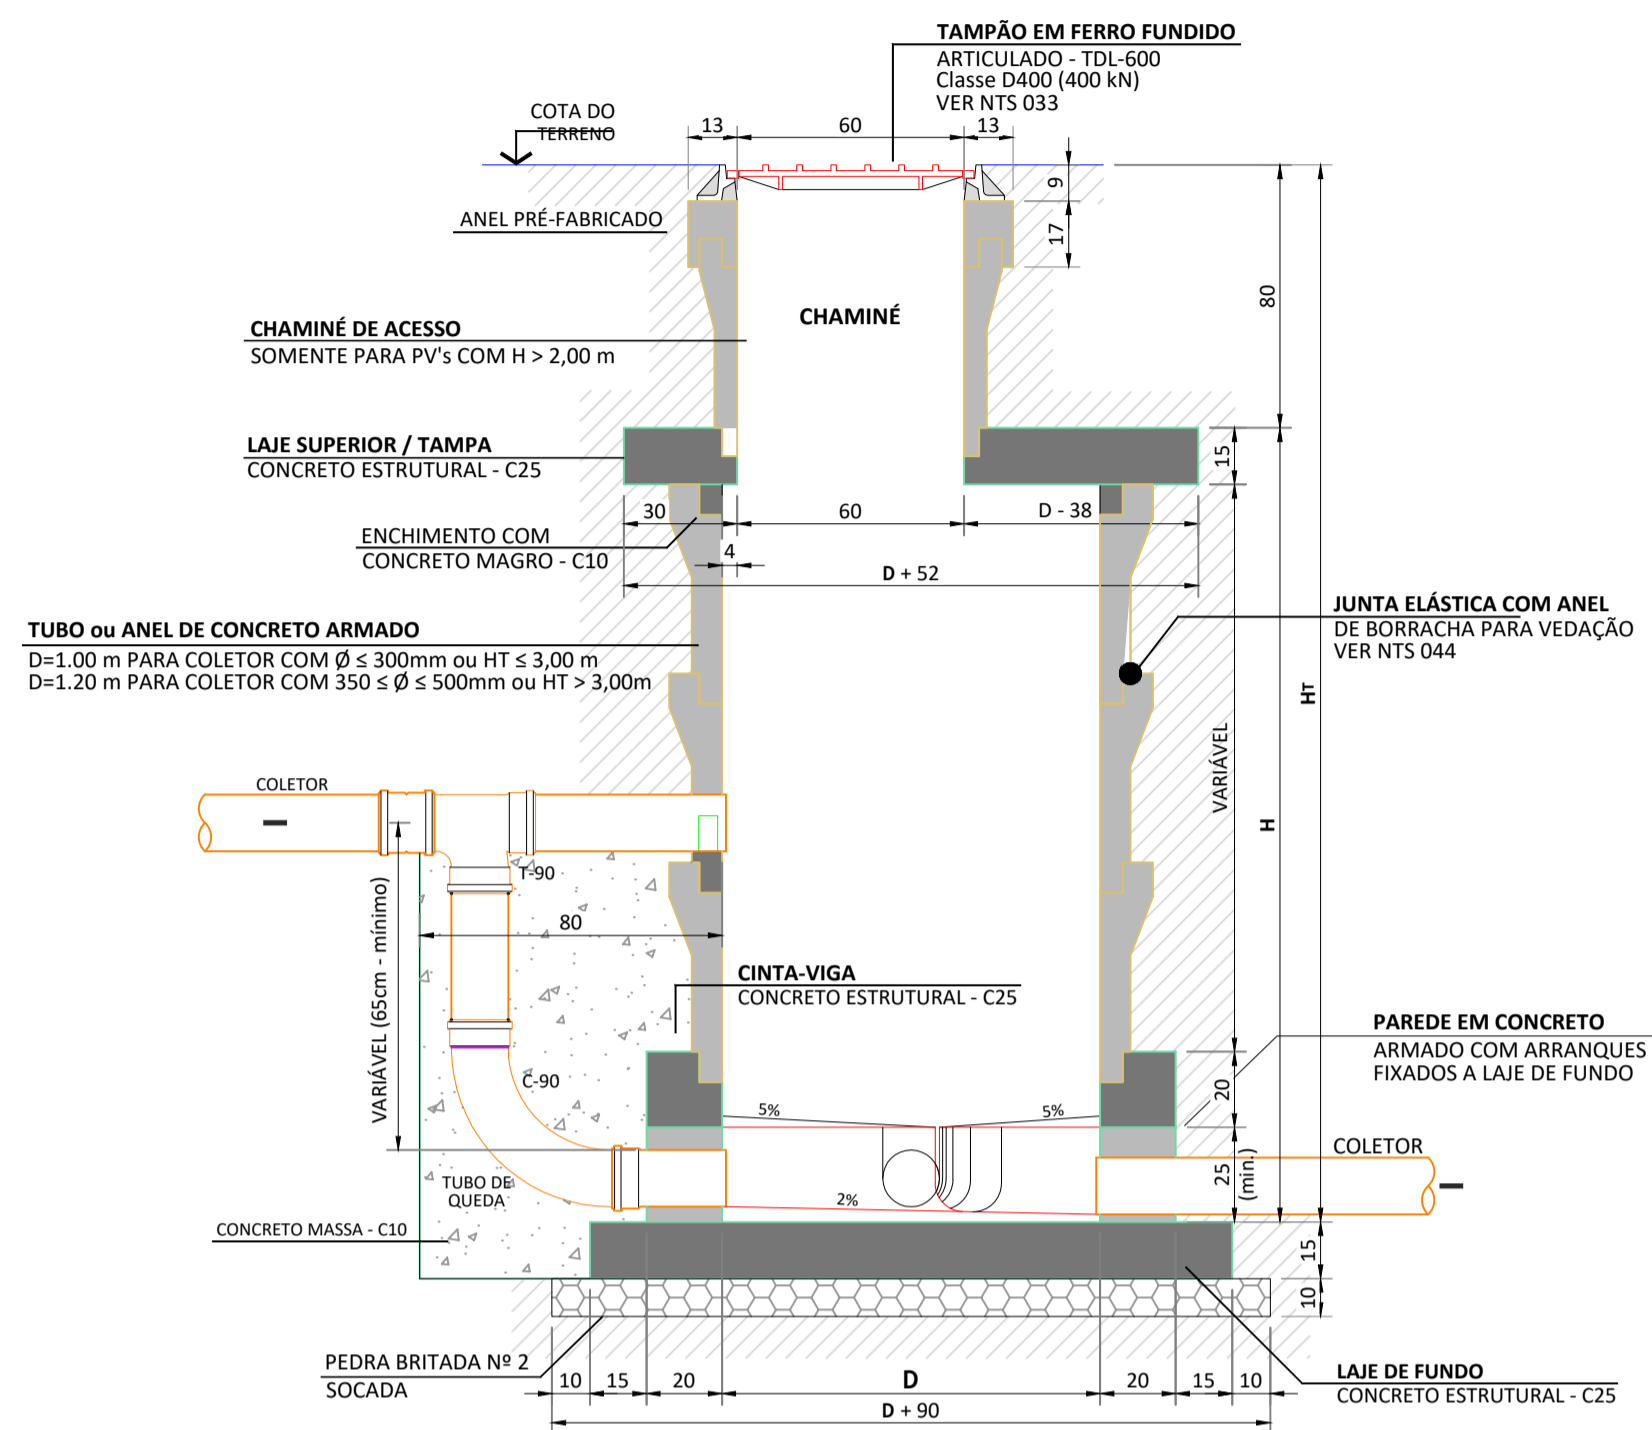 TAMPÃO EM FERRO FUNDIDO
ARTICULADO - TDL-600
Classe D400 (400 kN)
VER NTS 033
COTA DO
TERRENO
13
60
13
9
17
ANEL PRÉ-FABRICADO
CHAMINÉ
80
CHAMINÉ DE ACESSO
SOMENTE PARA PV's COM H > 2,00 m
LAJE SUPERIOR / TAMPA
CONCRETO ESTRUTURAL - C25
15
30
60
D - 38
ENCHIMENTO COM
CONCRETO MAGRO - C10
4
D + 52
JUNTA ELÁSTICA COM ANEL
DE BORRACHA PARA VEDAÇÃO
VER NTS 044
TUBO ou ANEL DE CONCRETO ARMADO
D=1.00 m PARA COLETOR COM Ø ≤ 300mm ou HT ≤ 3,00 m
D=1.20 m PARA COLETOR COM 350 ≤ Ø ≤ 500mm ou HT > 3,00m
HT
VARIÁVEL
H
COLETOR
T-90
80
VARIÁVEL (65cm - mínimo)
CINTA-VIGA
CONCRETO ESTRUTURAL - C25
PAREDE EM CONCRETO
ARMADO COM ARRANQUES
FIXADOS A LAJE DE FUNDO
C-90
20
5%
5%
COLETOR
25
(min.)
TUBO DE
QUEDA
2%
CONCRETO MASSA - C10
15
10
PEDRA BRITADA Nº 2
SOCADA
10
15
20
D
20
15
10
D + 90
LAJE DE FUNDO
CONCRETO ESTRUTURAL - C25